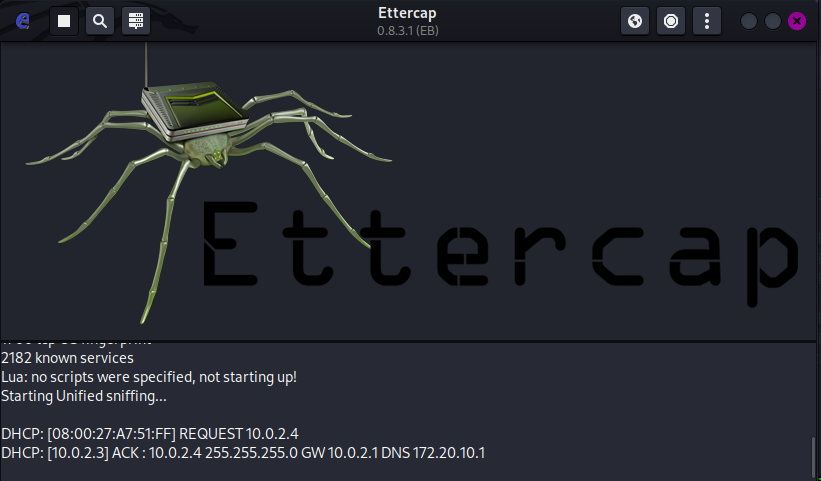 Ettercap
0.8.3.1 (EB)
Ettercap
2182 known services
Lua: no scripts were specified, not starting up!
Starting Unified sniffing...
DHCP: [08:00:27:A7:51:FF] REQUEST 10.0.2.4
DHCP: [10.0.2.3] ACK : 10.0.2.4 255.255.255.0 GW 10.0.2.1 DNS 172.20.10.1